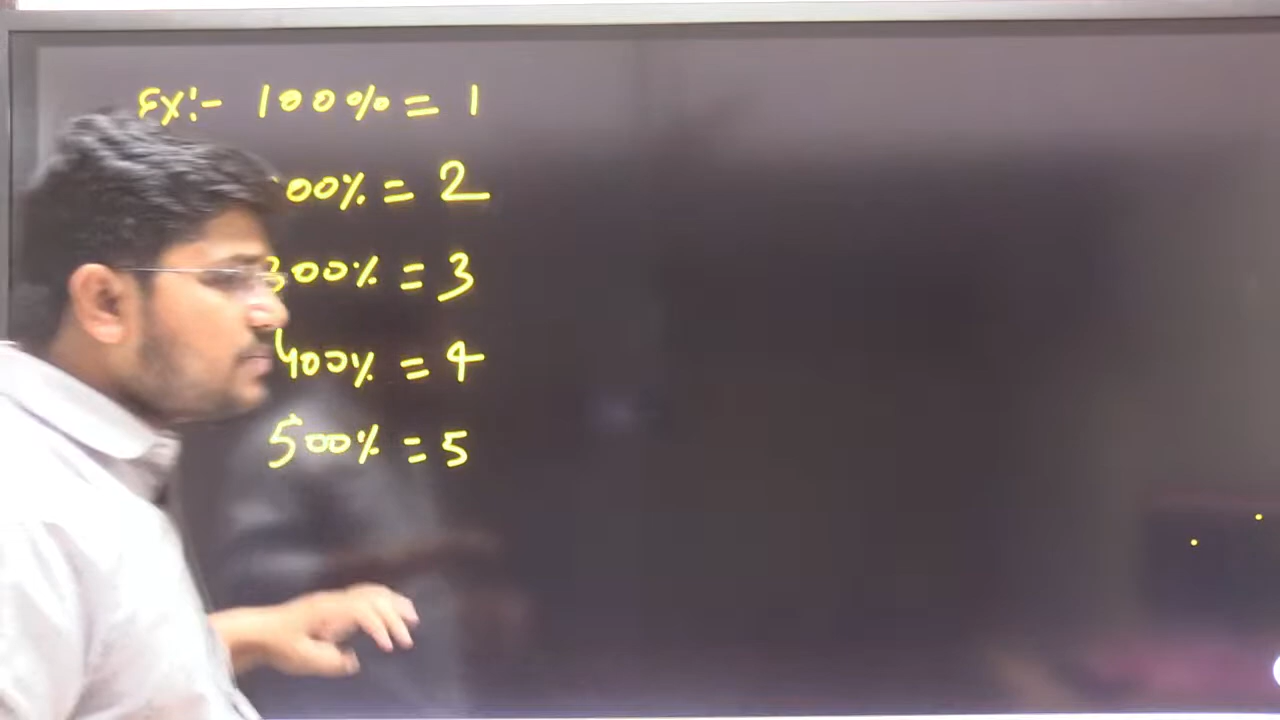 Ex:- 100% = 1
00% = 2
300% = 3
400% = 4
500% = 5